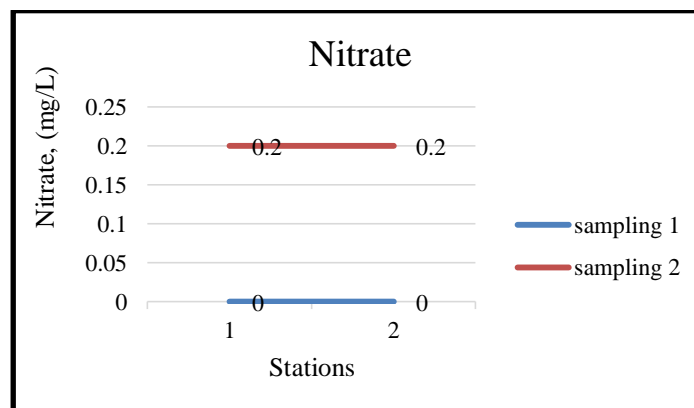 Nitrate
Nitrate, (mg/L)
0.25
0.2
0.15
0.1
0.05
0
0.2
0.2
0
0
1
2
Stations
sampling 1
sampling 2